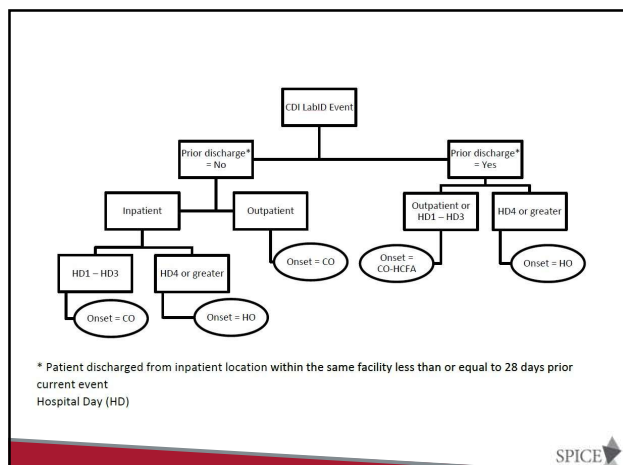 CDI LabID Event
Prior discharge*
= No
Prior discharge*
= Yes
Inpatient
Outpatient
Outpatient or
HD1 – HD3
HD4 or greater
HD1 – HD3
HD4 or greater
Onset = CO
Onset =
CO-HCFA
Onset = HO
Onset = CO
Onset = HO
* Patient discharged from inpatient location within the same facility less than or equal to 28 days prior
current event
Hospital Day (HD)
SPICE